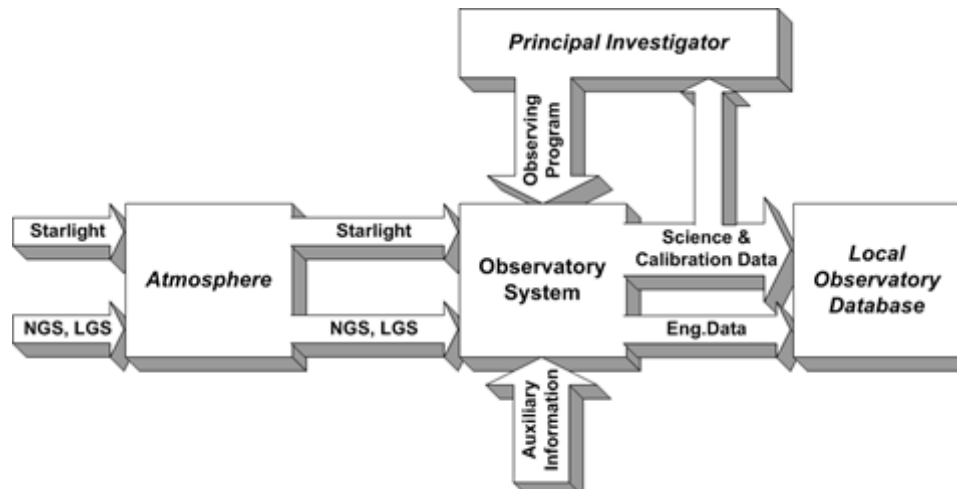 Principal Investigator
Observing
Program
Starlight
Starlight
Science &
Calibration Data
Atmosphere
Observatory
System
Local
Observatory
Database
NGS, LGS
NGS, LGS
Eng.Data
Auxiliary
Information